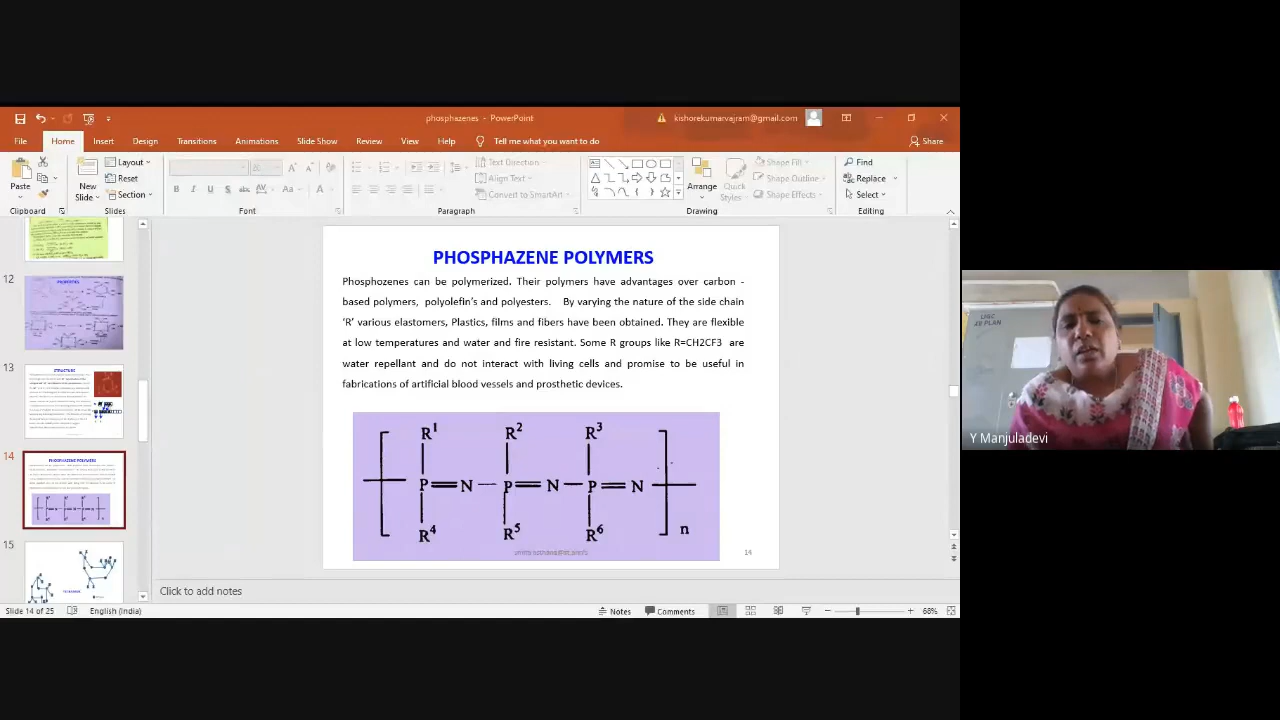 phosphazenes - PowerPoint
kishorekumarvajram@gmail.com
File Home Insert Design Transitions Animations Slide Show Review View Help Tell me what you want to do Share
Paste New Slide Layout Reset Section
B I U S abc AV Aa A
Text Direction Align Text Convert to SmartArt
Arrange Quick Styles Shape Fill Shape Outline Shape Effects
Find Replace Select
Clipboard Slides Font Paragraph Drawing Editing
12
13
STRUCTURE
14
PHOSPHAZENE POLYMERS
15
PHOSPHAZENE POLYMERS
Phosphozenes can be polymerized. Their polymers have advantages over carbon -
based polymers, polyolefin's and polyesters. By varying the nature of the side chain
'R' various elastomers, Plastics, films and fibers have been obtained. They are flexible
at low temperatures and water and fire resistant. Some R groups like R=CH2CF3 are
water repellant and do not interact with living cells and promise to be useful in
fabrications of artificial blood vessels and prosthetic devices.
R1 R2 R3
P N P N P N
R4 R5 R6 n
14
Click to add notes
Slide 14 of 25 English (India) Notes Comments 68%
UGC
Y Manjuladevi